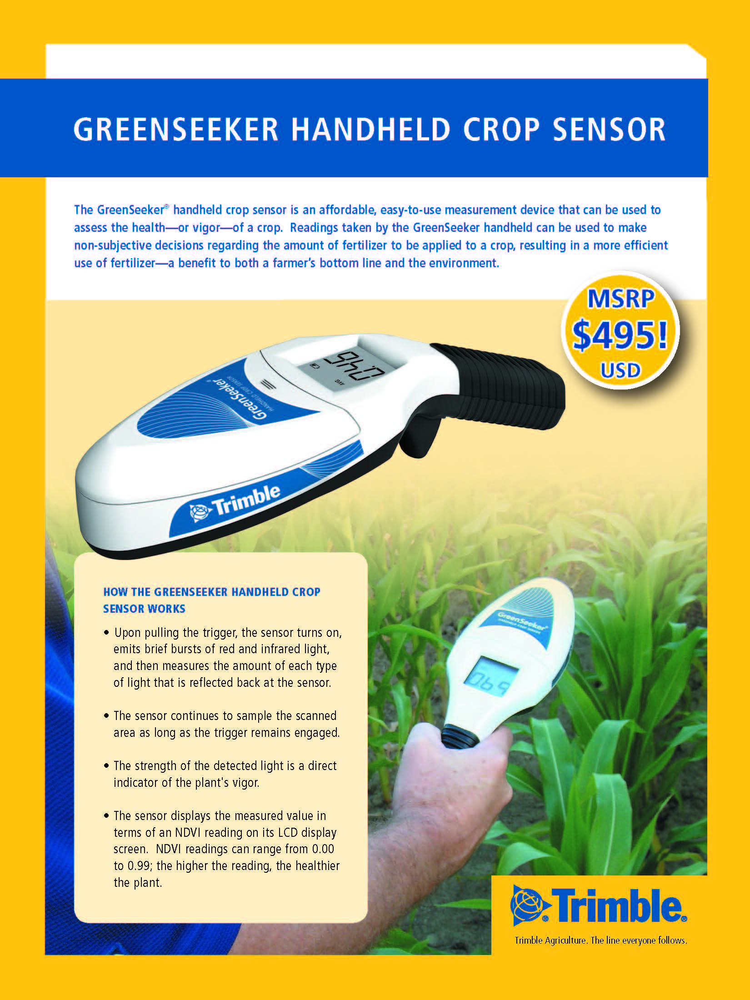 GREENSEEKER HANDHELD CROP SENSOR
The GreenSeeker® handheld crop sensor is an affordable, easy-to-use measurement device that can be used to
assess the health—or vigor—of a crop.  Readings taken by the GreenSeeker handheld can be used to make
non-subjective decisions regarding the amount of fertilizer to be applied to a crop, resulting in a more efficient
use of fertilizer—a benefit to both a farmer's bottom line and the environment.
MSRP
$495!
USD
0.46
AVG
GreenSeeker®
HANDHELD CROP SENSOR
Trimble
HOW THE GREENSEEKER HANDHELD CROP
SENSOR WORKS
• Upon pulling the trigger, the sensor turns on,
emits brief bursts of red and infrared light,
and then measures the amount of each type
of light that is reflected back at the sensor.
• The sensor continues to sample the scanned
area as long as the trigger remains engaged.
• The strength of the detected light is a direct
indicator of the plant's vigor.
• The sensor displays the measured value in
terms of an NDVI reading on its LCD display
screen.  NDVI readings can range from 0.00
to 0.99; the higher the reading, the healthier
the plant.
GreenSeeker®
HANDHELD CROP SENSOR
069
Trimble®
Trimble Agriculture. The line everyone follows.